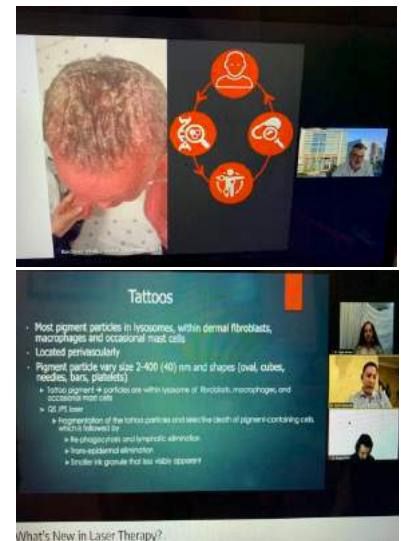 Tattoos
Most pigment particles in lysosomes, within dermal fibroblasts,
macrophages and occasional mast cells
Located perivascularly
Pigment particle vary size 2-400 (40) nm and shapes (oval, cubes,
needles, bars, platelets)
Tattoo pigment → particles are within lysosome of fibroblasts, macrophages, and
occasional mast cells
QS /PS laser
Fragmentation of the tattoo particles and selective death of pigment-containing cells,
which is followed by
Re-phagocytosis and lymphatic elimination
Trans-epidermal elimination
Smaller ink granule that less visibly apparent
What's New in Laser Therapy?